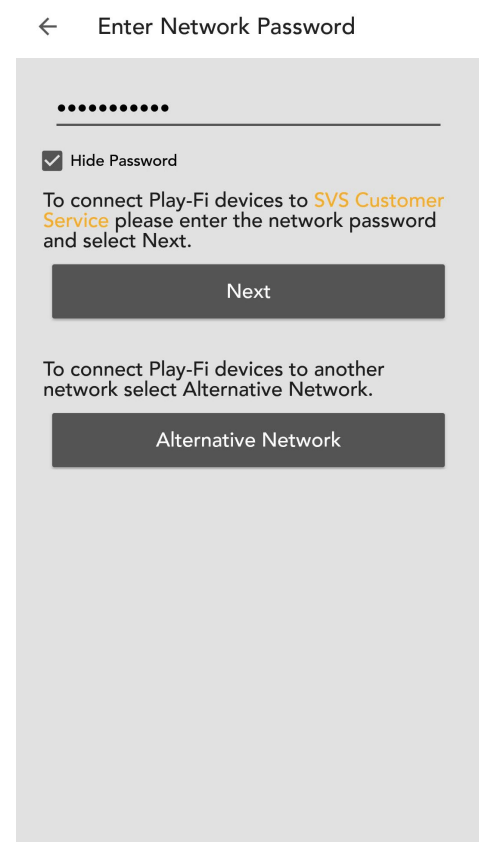 Enter Network Password
•••••••••••
Hide Password
To connect Play-Fi devices to SVS Customer
Service please enter the network password
and select Next.
Next
To connect Play-Fi devices to another
network select Alternative Network.
Alternative Network